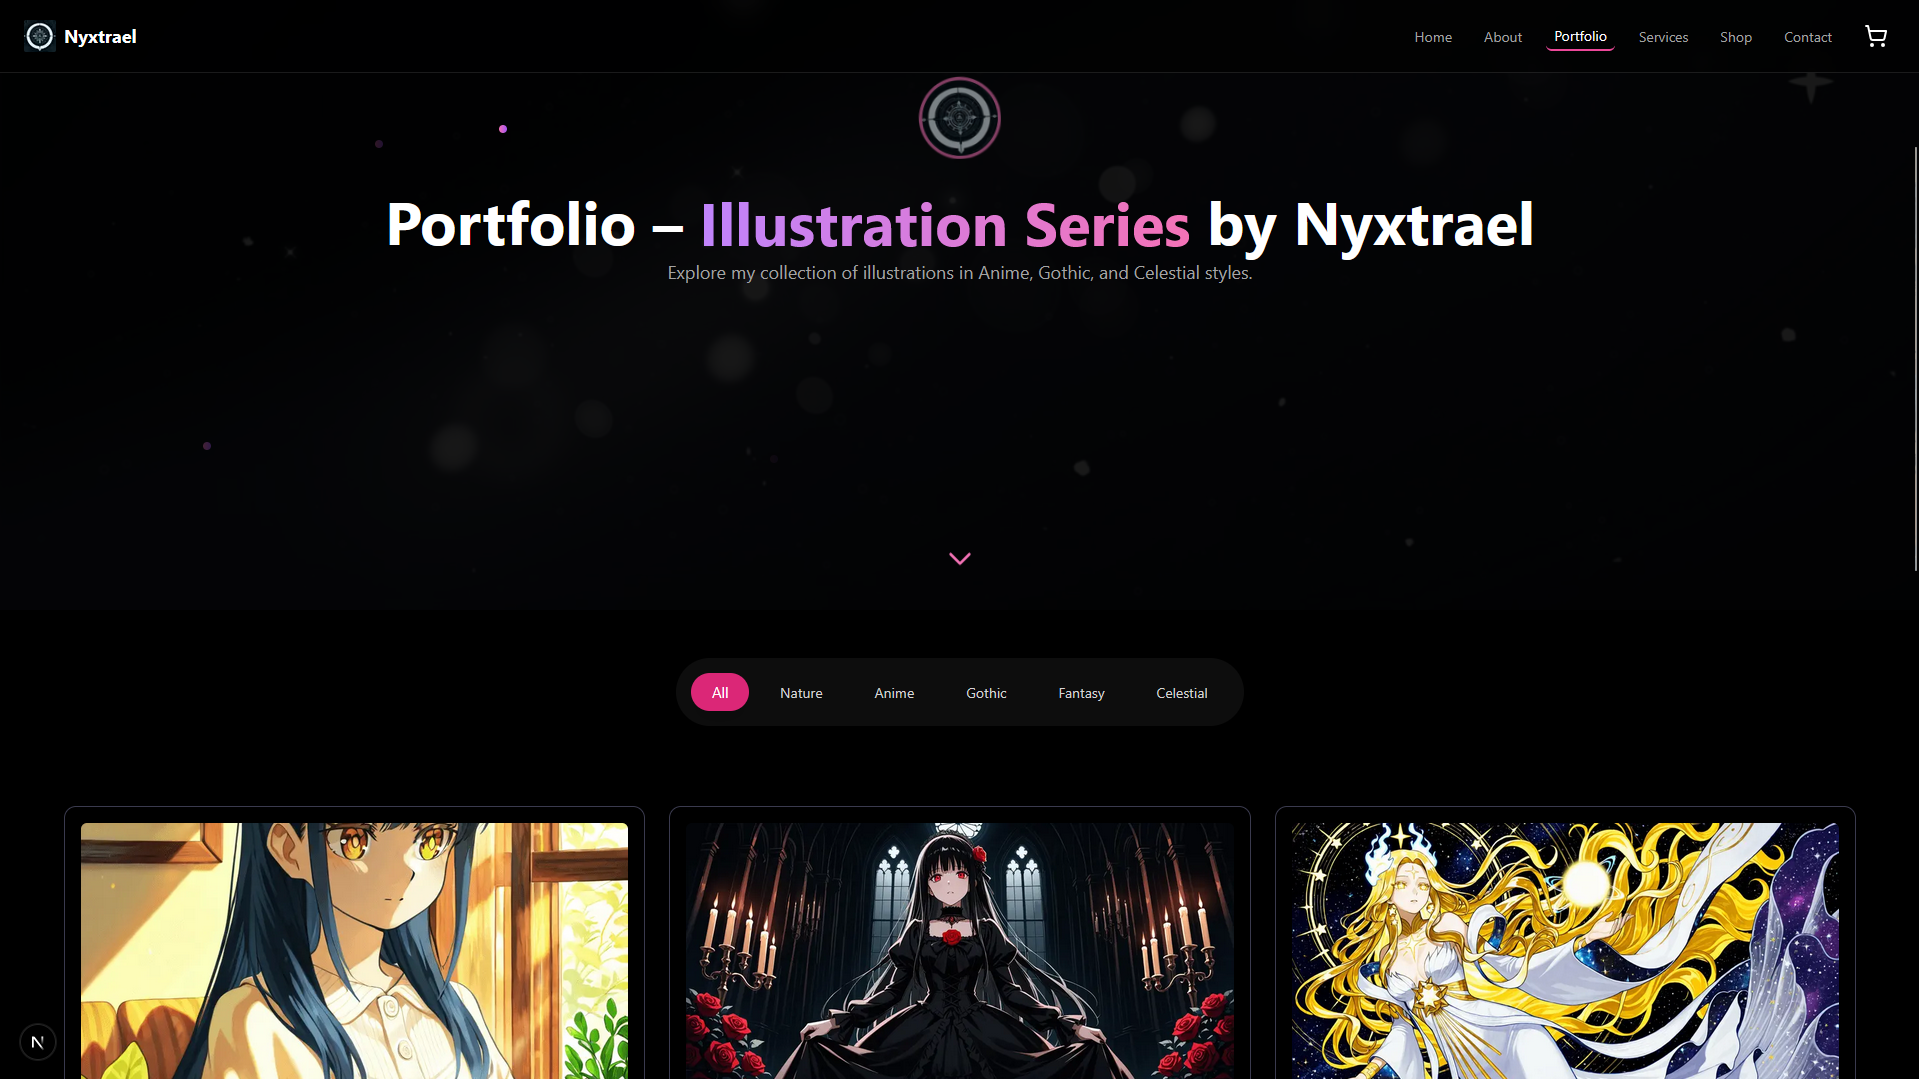 Nyxtrael
Home
About
Portfolio
Services
Shop
Contact
Portfolio – Illustration Series by Nyxtrael
Explore my collection of illustrations in Anime, Gothic, and Celestial styles.
All
Nature
Anime
Gothic
Fantasy
Celestial
N